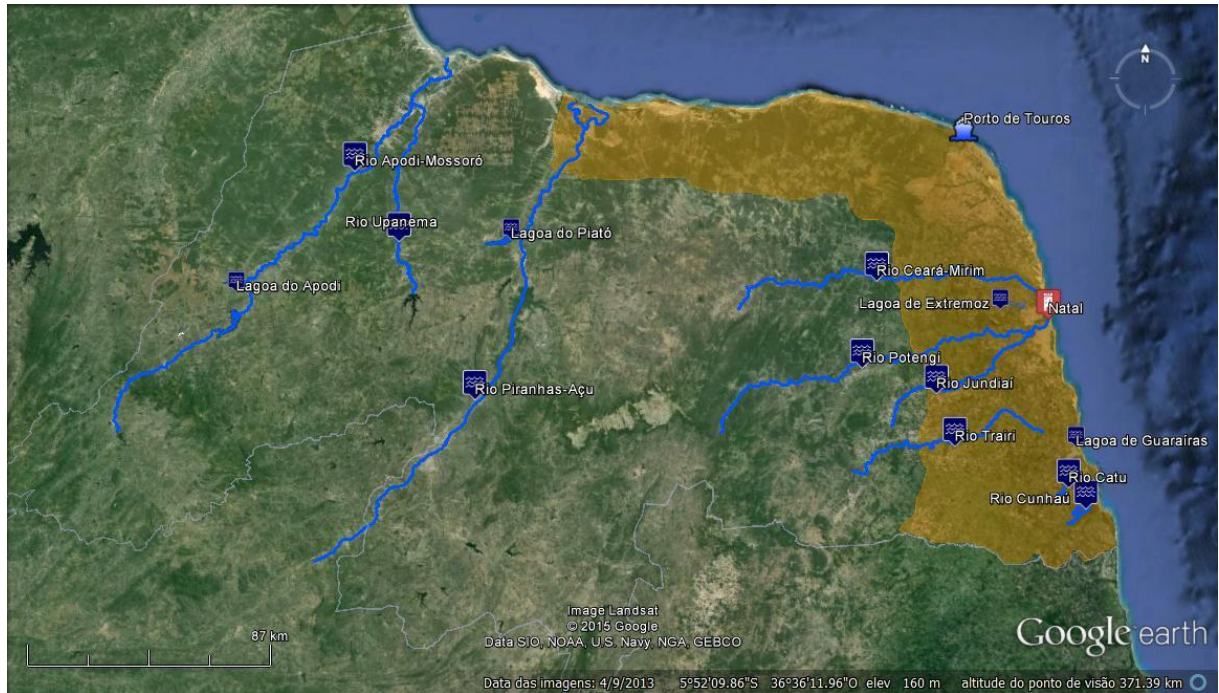 N
Porto de Touros
Rio Apodi-Mossoró
Rio Upanema
Lagoa do Piató
Rio Ceará-Mirim
Lagoa do Apodi
Lagoa de Extremoz
Natal
Rio Potengi
Rio Jundiaí
Rio Piranhas-Açu
Rio Trairi
Lagoa de Guaraíras
Rio Catu
Rio Cunhaú
Image Landsat
© 2015 Google
Data SIO, NOAA, U.S. Navy, NGA, GEBCO
87 km
Google earth
Data das imagens: 4/9/2013 5°52'09.86"S 36°36'11.96"O elev 160 m altitude do ponto de visão 371.39 km